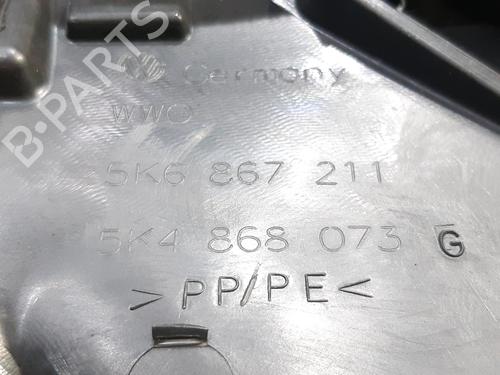 B-PARTS
Germany
WWO
5K6 867 211
5K4 868 073 G
>PP/PE<